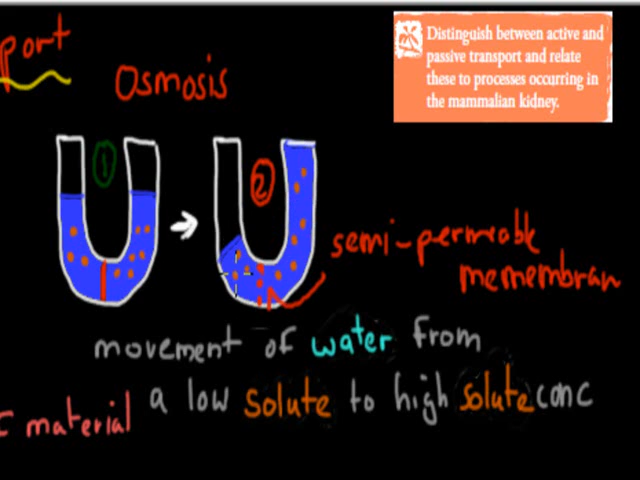 port
Osmosis
Distinguish between active and
passive transport and relate
these to processes occurring in
the mammalian kidney.
1
2
semi-permeable
memembran
movement of water from
a low solute to high solute conc
material